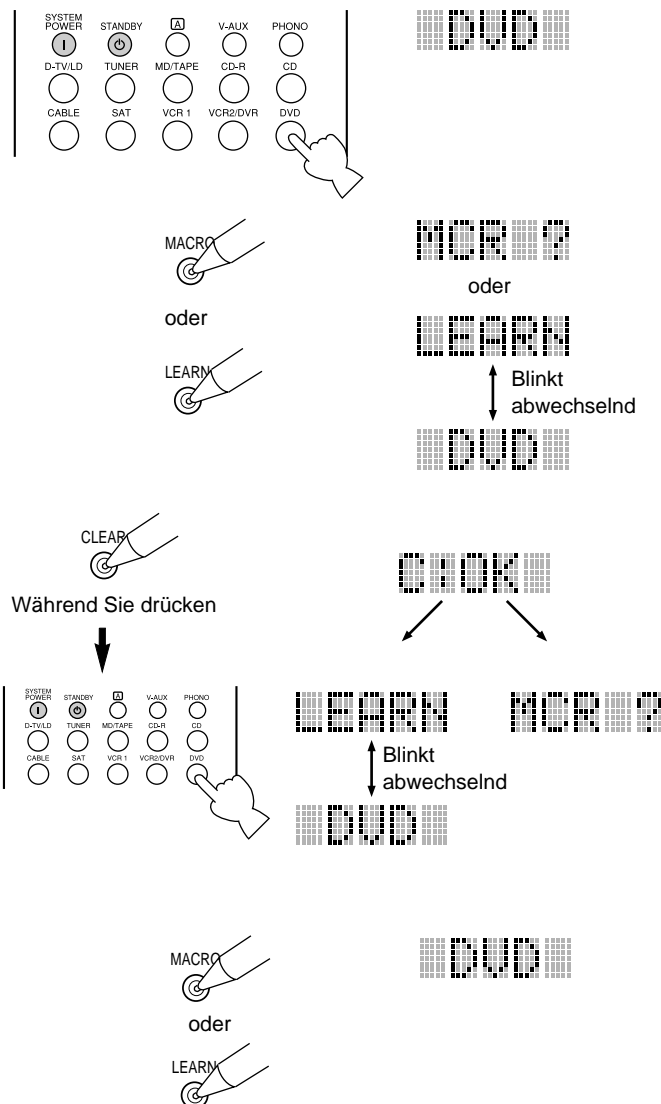 SYSTEM POWER STANDBY A V-AUX PHONO
D-TV/LD TUNER MD/TAPE CD-R CD
CABLE SAT VCR 1 VCR2/DVR DVD
DVD
MACRO
oder
LEARN
MCR ?
oder
LEARN
Blinkt
abwechselnd
DVD
CLEAR
Während Sie drücken
SYSTEM POWER STANDBY A V-AUX PHONO
D-TV/LD TUNER MD/TAPE CD-R CD
CABLE SAT VCR 1 VCR2/DVR DVD
C:OK
LEARN
MCR ?
Blinkt
abwechselnd
DVD
MACRO
oder
LEARN
DVD